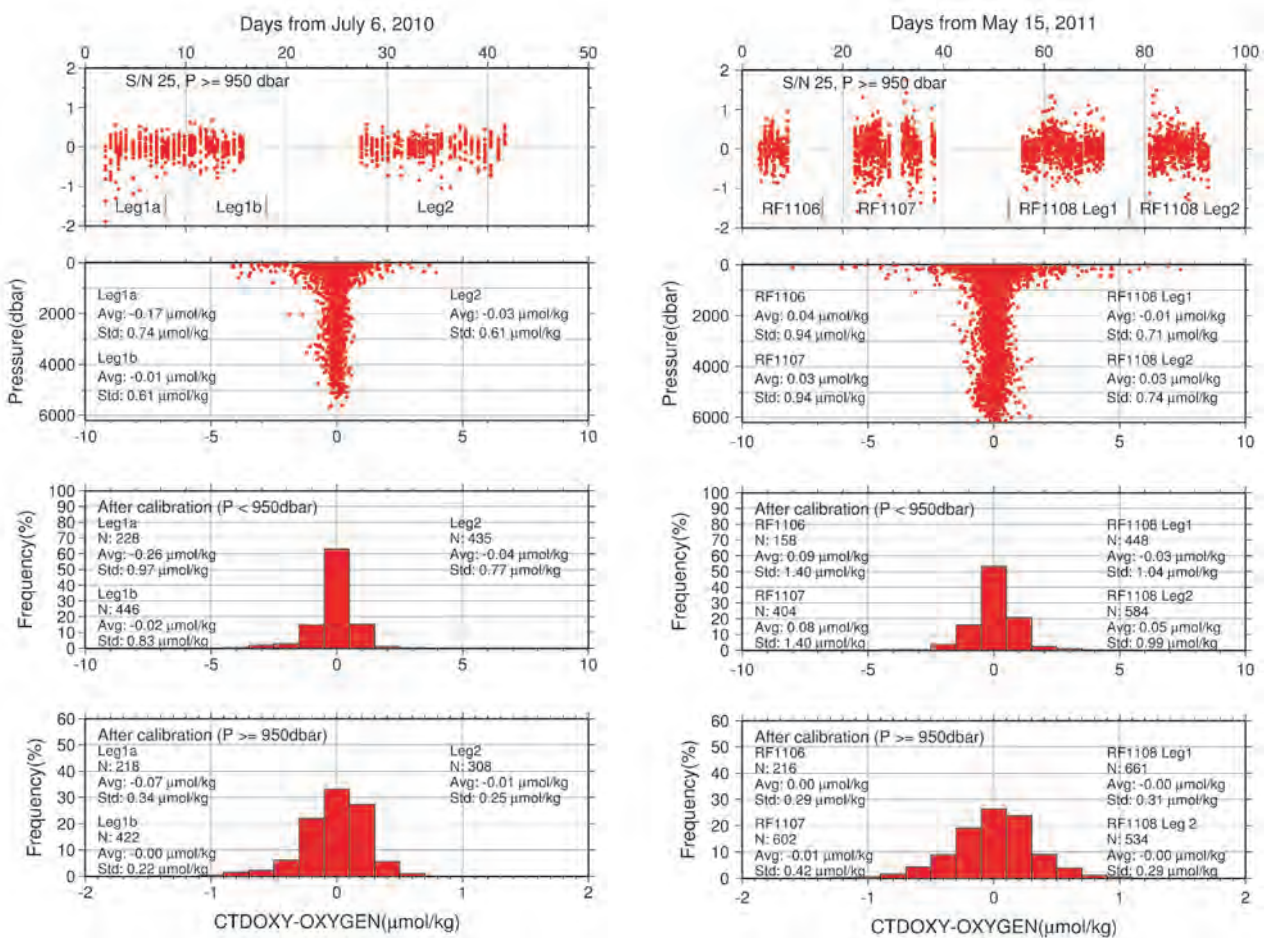 Days from July 6, 2010
0 10 20 30 40 50
2
1
0
-1
-2
S/N 25, P >= 950 dbar
Leg1a Leg1b Leg2
Pressure(dbar)
0
2000
4000
6000
Leg1a
Avg: -0.17 µmol/kg
Std: 0.74 µmol/kg
Leg1b
Avg: -0.01 µmol/kg
Std: 0.61 µmol/kg
Leg2
Avg: -0.03 µmol/kg
Std: 0.61 µmol/kg
-10 -5 0 5 10
Frequency(%)
100
90
80
70
60
50
40
30
20
10
0
After calibration (P < 950dbar)
Leg1a
N: 228
Avg: -0.26 µmol/kg
Std: 0.97 µmol/kg
Leg1b
N: 446
Avg: -0.02 µmol/kg
Std: 0.83 µmol/kg
Leg2
N: 435
Avg: -0.04 µmol/kg
Std: 0.77 µmol/kg
-10 -5 0 5 10
Frequency(%)
60
50
40
30
20
10
0
After calibration (P >= 950dbar)
Leg1a
N: 218
Avg: -0.07 µmol/kg
Std: 0.34 µmol/kg
Leg1b
N: 422
Avg: -0.00 µmol/kg
Std: 0.22 µmol/kg
Leg2
N: 308
Avg: -0.01 µmol/kg
Std: 0.25 µmol/kg
-2 -1 0 1 2
CTDOXY-OXYGEN(µmol/kg)
Days from May 15, 2011
0 20 40 60 80 100
2
1
0
-1
-2
S/N 25, P >= 950 dbar
RF1106 RF1107 RF1108 Leg1 RF1108 Leg2
Pressure(dbar)
0
2000
4000
6000
RF1106
Avg: 0.04 µmol/kg
Std: 0.94 µmol/kg
RF1107
Avg: 0.03 µmol/kg
Std: 0.94 µmol/kg
RF1108 Leg1
Avg: -0.01 µmol/kg
Std: 0.71 µmol/kg
RF1108 Leg2
Avg: 0.03 µmol/kg
Std: 0.74 µmol/kg
-10 -5 0 5 10
Frequency(%)
100
90
80
70
60
50
40
30
20
10
0
After calibration (P < 950dbar)
RF1106
N: 158
Avg: 0.09 µmol/kg
Std: 1.40 µmol/kg
RF1107
N: 404
Avg: 0.08 µmol/kg
Std: 1.40 µmol/kg
RF1108 Leg1
N: 448
Avg: -0.03 µmol/kg
Std: 1.04 µmol/kg
RF1108 Leg2
N: 584
Avg: 0.05 µmol/kg
Std: 0.99 µmol/kg
-10 -5 0 5 10
Frequency(%)
60
50
40
30
20
10
0
After calibration (P >= 950dbar)
RF1106
N: 216
Avg: 0.00 µmol/kg
Std: 0.29 µmol/kg
RF1107
N: 602
Avg: -0.01 µmol/kg
Std: 0.42 µmol/kg
RF1108 Leg1
N: 661
Avg: -0.00 µmol/kg
Std: 0.31 µmol/kg
RF1108 Leg 2
N: 534
Avg: -0.00 µmol/kg
Std: 0.29 µmol/kg
-2 -1 0 1 2
CTDOXY-OXYGEN(µmol/kg)